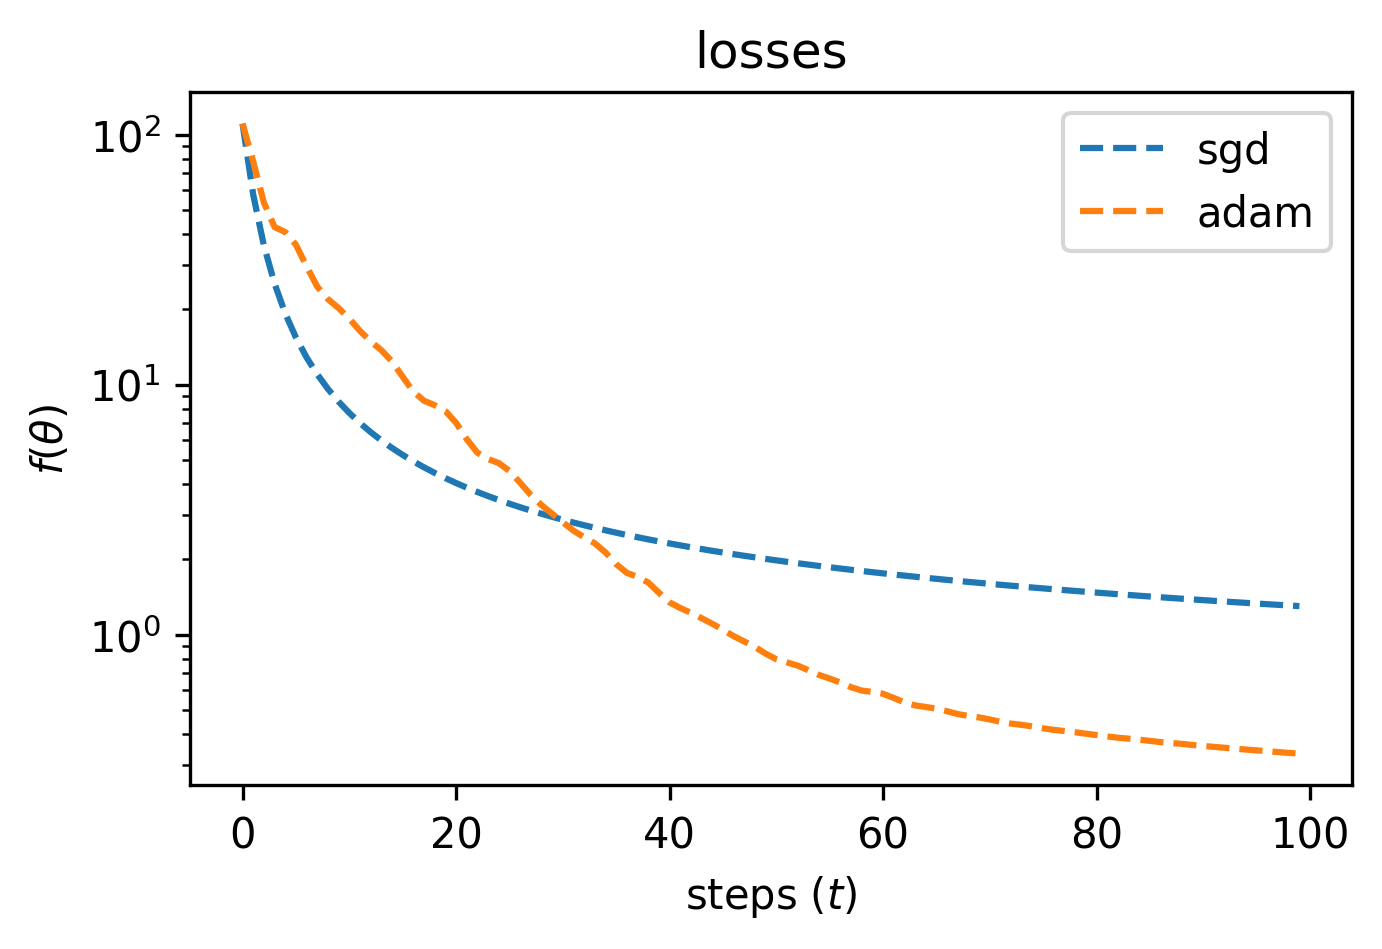 losses
sgd
adam
f(θ)
10²
10¹
10⁰
0 20 40 60 80 100
steps (t)